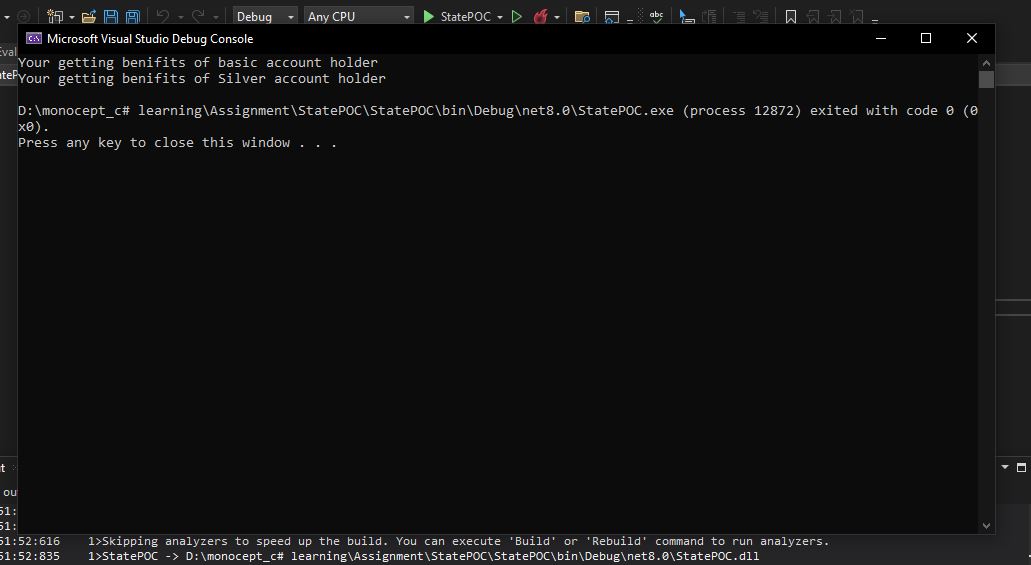 Debug
Any CPU
StatePOC
abc
Microsoft Visual Studio Debug Console
Your getting benifits of basic account holder
Your getting benifits of Silver account holder
D:\monocept_c# learning\Assignment\StatePOC\StatePOC\bin\Debug\net8.0\StatePOC.exe (process 12872) exited with code 0 (0
x0).
Press any key to close this window . . .
51:
51:
51:52:616 1>Skipping analyzers to speed up the build. You can execute 'Build' or 'Rebuild' command to run analyzers.
51:52:835 1>StatePOC -> D:\monocept_c# learning\Assignment\StatePOC\StatePOC\bin\Debug\net8.0\StatePOC.dll